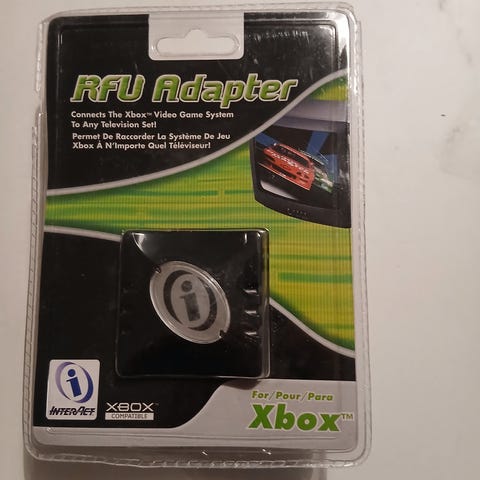 RFU Adapter
Connects The Xbox™ Video Game System
To Any Television Set!
Permet De Raccorder La Système De Jeu
Xbox À N'Importe Quel Téléviseur!
i
i
INTERACT
XBOX™
COMPATIBLE
For/Pour/Para
Xbox™